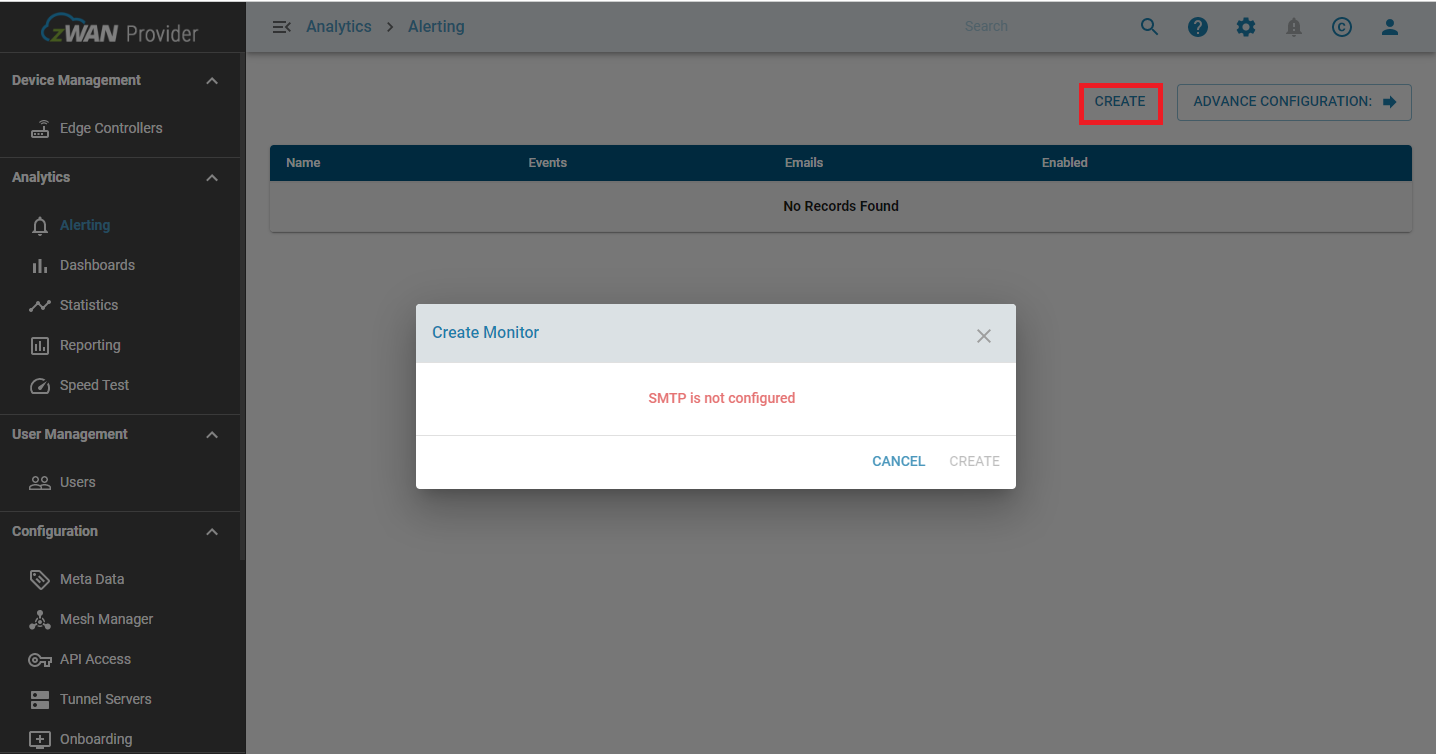 zWAN Provider
Analytics > Alerting
Search
Device Management
Edge Controllers
Analytics
Alerting
Dashboards
Statistics
Reporting
Speed Test
User Management
Users
Configuration
Meta Data
Mesh Manager
API Access
Tunnel Servers
Onboarding
CREATE
ADVANCE CONFIGURATION:
Name Events Emails Enabled
No Records Found
Create Monitor
SMTP is not configured
CANCEL CREATE